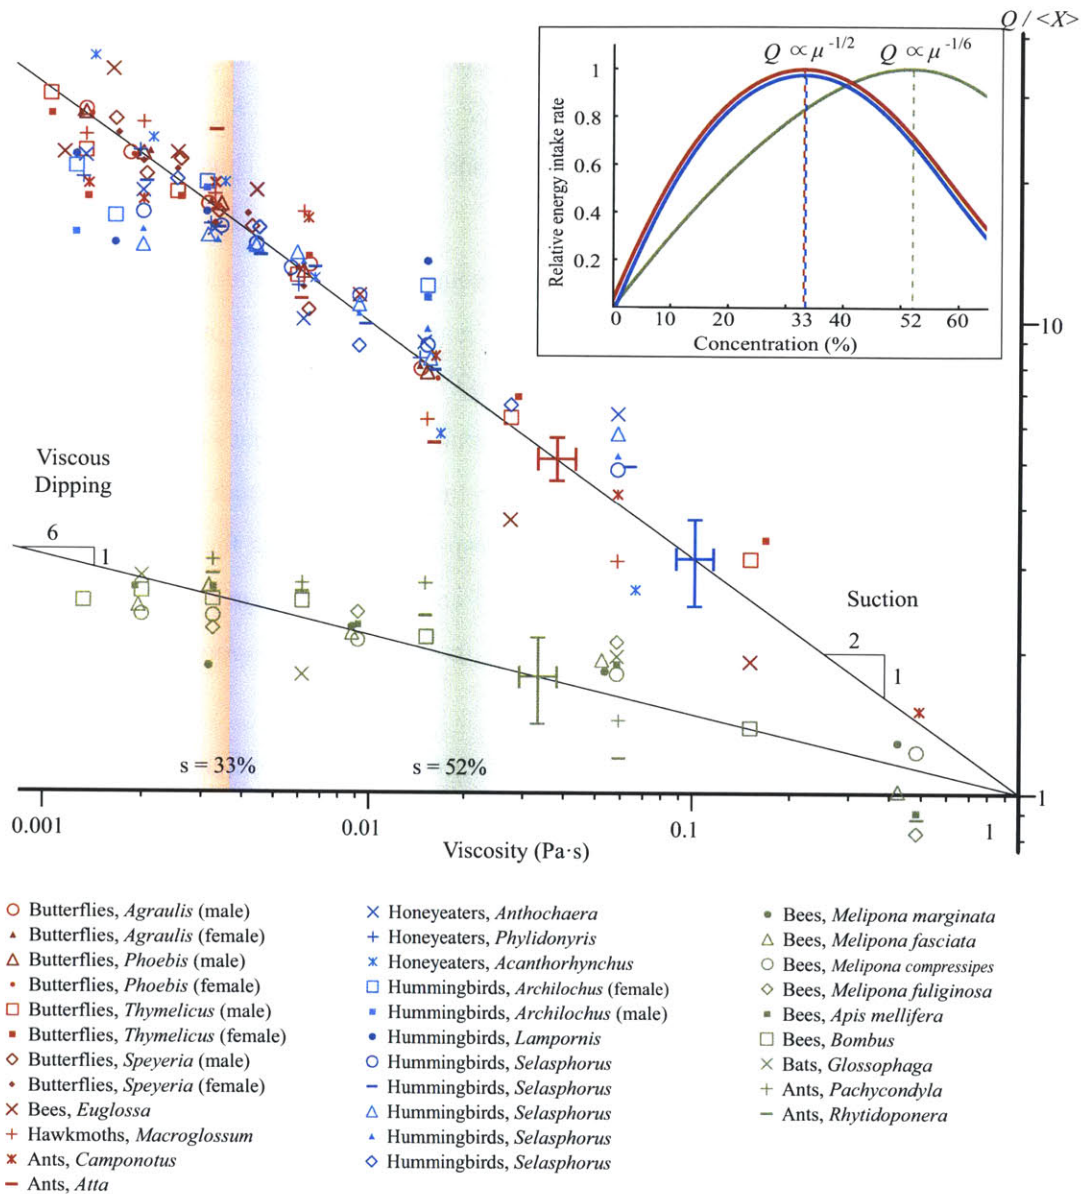 Q / <X>
Q ∝ μ -1/2
Q ∝ μ -1/6
Relative energy intake rate
1
0.8
0.6
0.4
0.2
0 10 20 33 40 52 60
Concentration (%)
10
Viscous
Dipping
6
1
Suction
2
1
s = 33%
s = 52%
1
0.001 0.01 0.1 1
Viscosity (Pa·s)
Butterflies, Agraulis (male)
Butterflies, Agraulis (female)
Butterflies, Phoebis (male)
Butterflies, Phoebis (female)
Butterflies, Thymelicus (male)
Butterflies, Thymelicus (female)
Butterflies, Speyeria (male)
Butterflies, Speyeria (female)
Bees, Euglossa
Hawkmoths, Macroglossum
Ants, Camponotus
Ants, Atta
Honeyeaters, Anthochaera
Honeyeaters, Phylidonyris
Honeyeaters, Acanthorhynchus
Hummingbirds, Archilochus (female)
Hummingbirds, Archilochus (male)
Hummingbirds, Lampornis
Hummingbirds, Selasphorus
Hummingbirds, Selasphorus
Hummingbirds, Selasphorus
Hummingbirds, Selasphorus
Hummingbirds, Selasphorus
Bees, Melipona marginata
Bees, Melipona fasciata
Bees, Melipona compressipes
Bees, Melipona fuliginosa
Bees, Apis mellifera
Bees, Bombus
Bats, Glossophaga
Ants, Pachycondyla
Ants, Rhytidoponera